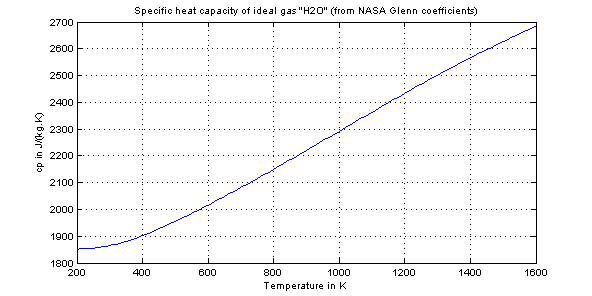 Specific heat capacity of ideal gas "H2O" (from NASA Glenn coefficients)
2700
2600
2500
2400
2300
2200
2100
2000
1900
1800
cp in J/(kg.K)
200 400 600 800 1000 1200 1400 1600
Temperature in K